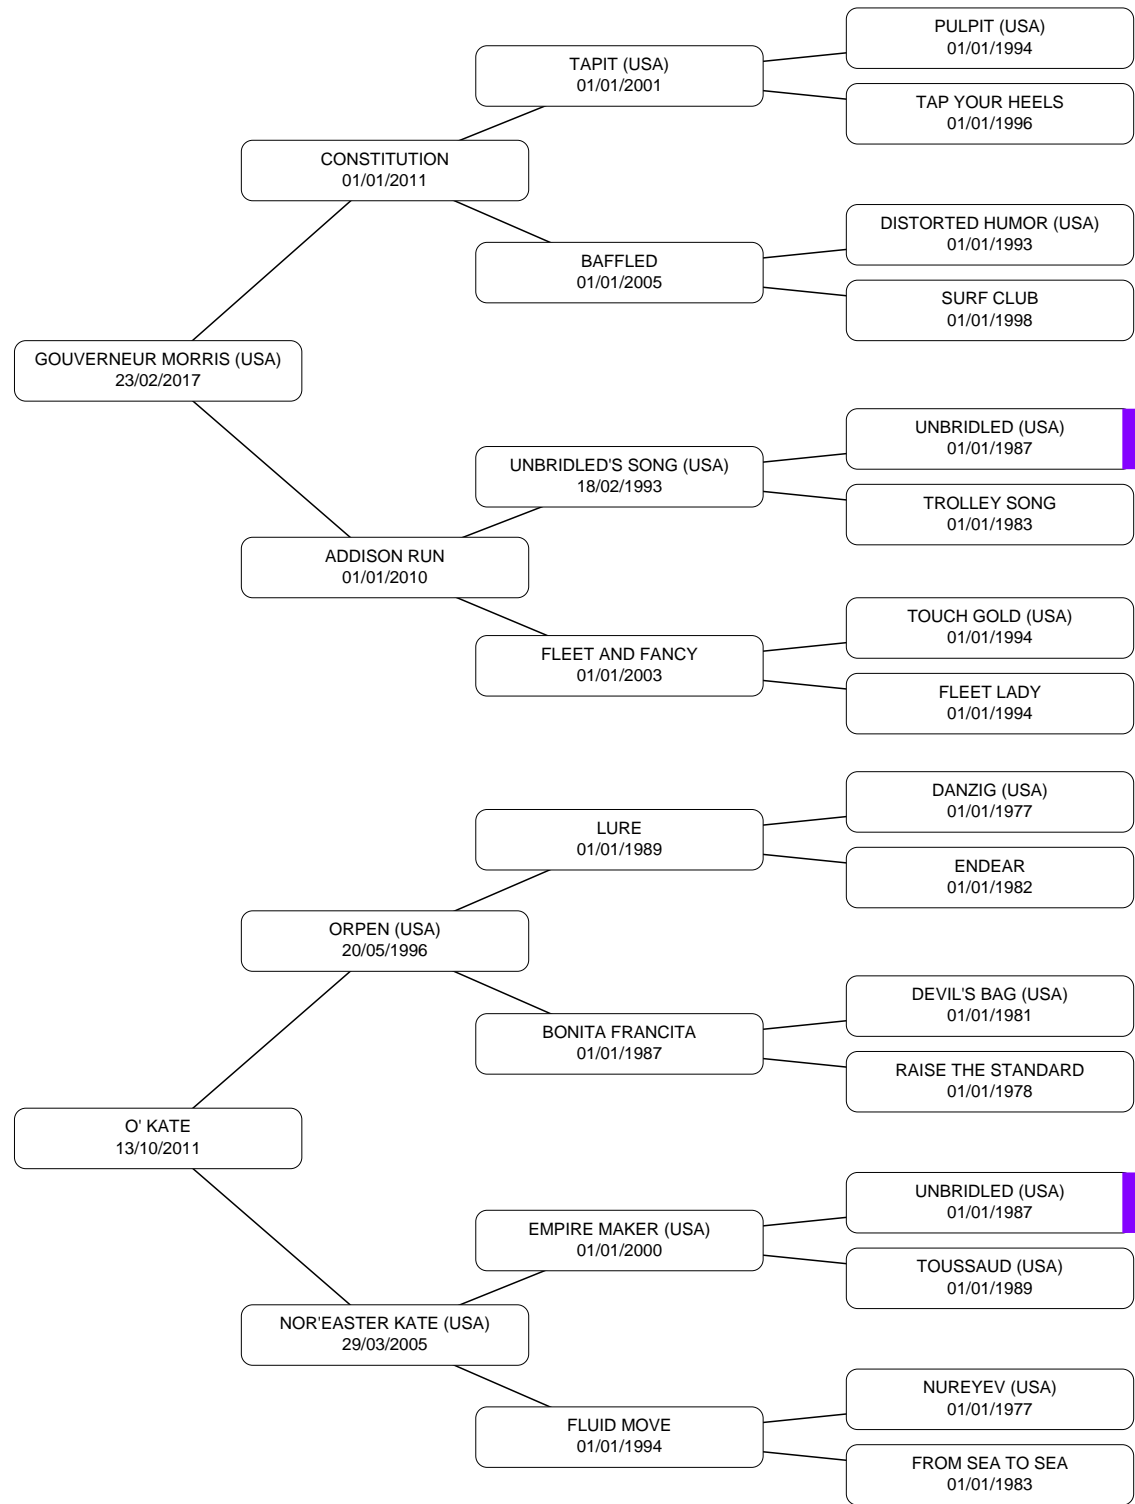 PULPIT (USA)
01/01/1994
TAPIT (USA)
01/01/2001
TAP YOUR HEELS
01/01/1996
CONSTITUTION
01/01/2011
DISTORTED HUMOR (USA)
01/01/1993
BAFFLED
01/01/2005
SURF CLUB
01/01/1998
GOUVERNEUR MORRIS (USA)
23/02/2017
UNBRIDLED (USA)
01/01/1987
UNBRIDLED'S SONG (USA)
18/02/1993
TROLLEY SONG
01/01/1983
ADDISON RUN
01/01/2010
TOUCH GOLD (USA)
01/01/1994
FLEET AND FANCY
01/01/2003
FLEET LADY
01/01/1994
DANZIG (USA)
01/01/1977
LURE
01/01/1989
ENDEAR
01/01/1982
ORPEN (USA)
20/05/1996
DEVIL'S BAG (USA)
01/01/1981
BONITA FRANCITA
01/01/1987
RAISE THE STANDARD
01/01/1978
O' KATE
13/10/2011
UNBRIDLED (USA)
01/01/1987
EMPIRE MAKER (USA)
01/01/2000
TOUSSAUD (USA)
01/01/1989
NOR'EASTER KATE (USA)
29/03/2005
NUREYEV (USA)
01/01/1977
FLUID MOVE
01/01/1994
FROM SEA TO SEA
01/01/1983